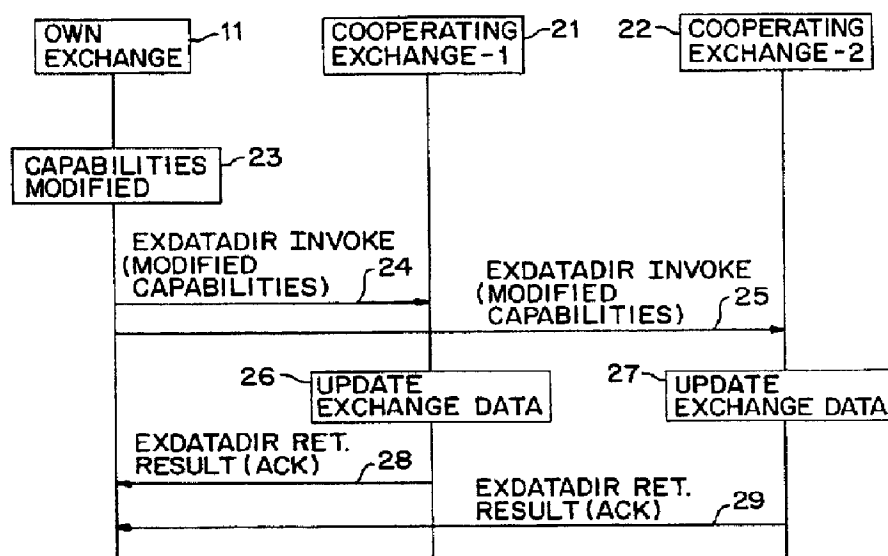 OWN
EXCHANGE
11
COOPERATING
EXCHANGE-1
21
22
COOPERATING
EXCHANGE-2
CAPABILITIES
MODIFIED
23
EXDATADIR INVOKE
(MODIFIED
CAPABILITIES)
24
EXDATADIR INVOKE
(MODIFIED
CAPABILITIES)
25
26
UPDATE
EXCHANGE DATA
27
UPDATE
EXCHANGE DATA
EXDATADIR RET.
RESULT (ACK)
28
EXDATADIR RET.
RESULT (ACK)
29